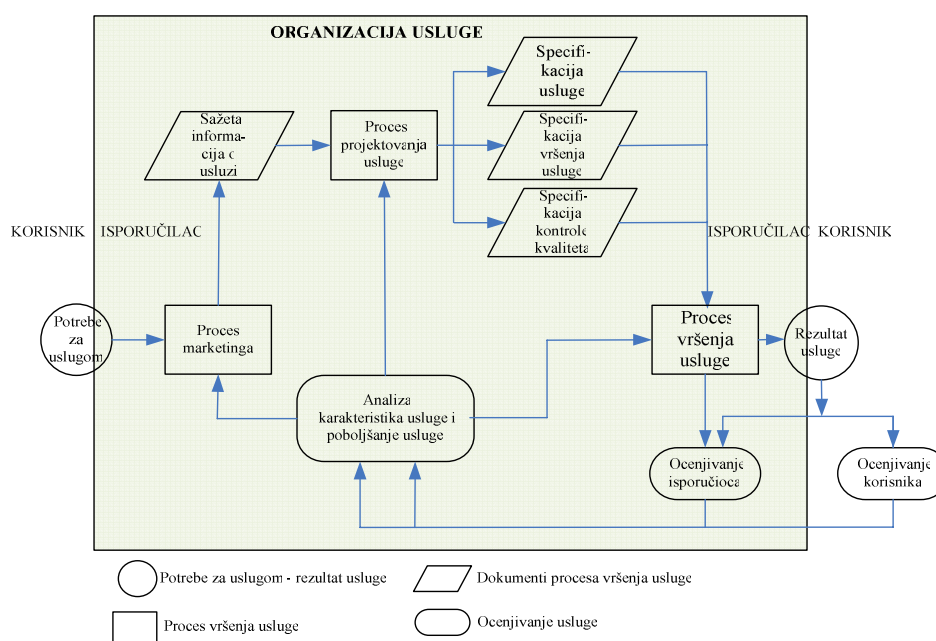 ORGANIZACIJA USLUGE
Sažeta
informa-
cija o
usluzi
Proces
projektovanja
usluge
Specifi-
kacija
usluge
Specifi-
kacija
vršenja
usluge
Specifi-
kacija
kontrole
kvaliteta
KORISNIK
ISPORUČILAC
ISPORUČILAC
KORISNIK
Potrebe
za
uslugom
Proces
marketinga
Proces
vršenja
usluge
Rezultat
usluge
Analiza
karakteristika usluge i
poboljšanje usluge
Ocenjivanje
isporučioca
Ocenjivanje
korisnika
Potrebe za uslugom - rezultat usluge
Dokumenti procesa vršenja usluge
Proces vršenja usluge
Ocenjivanje usluge